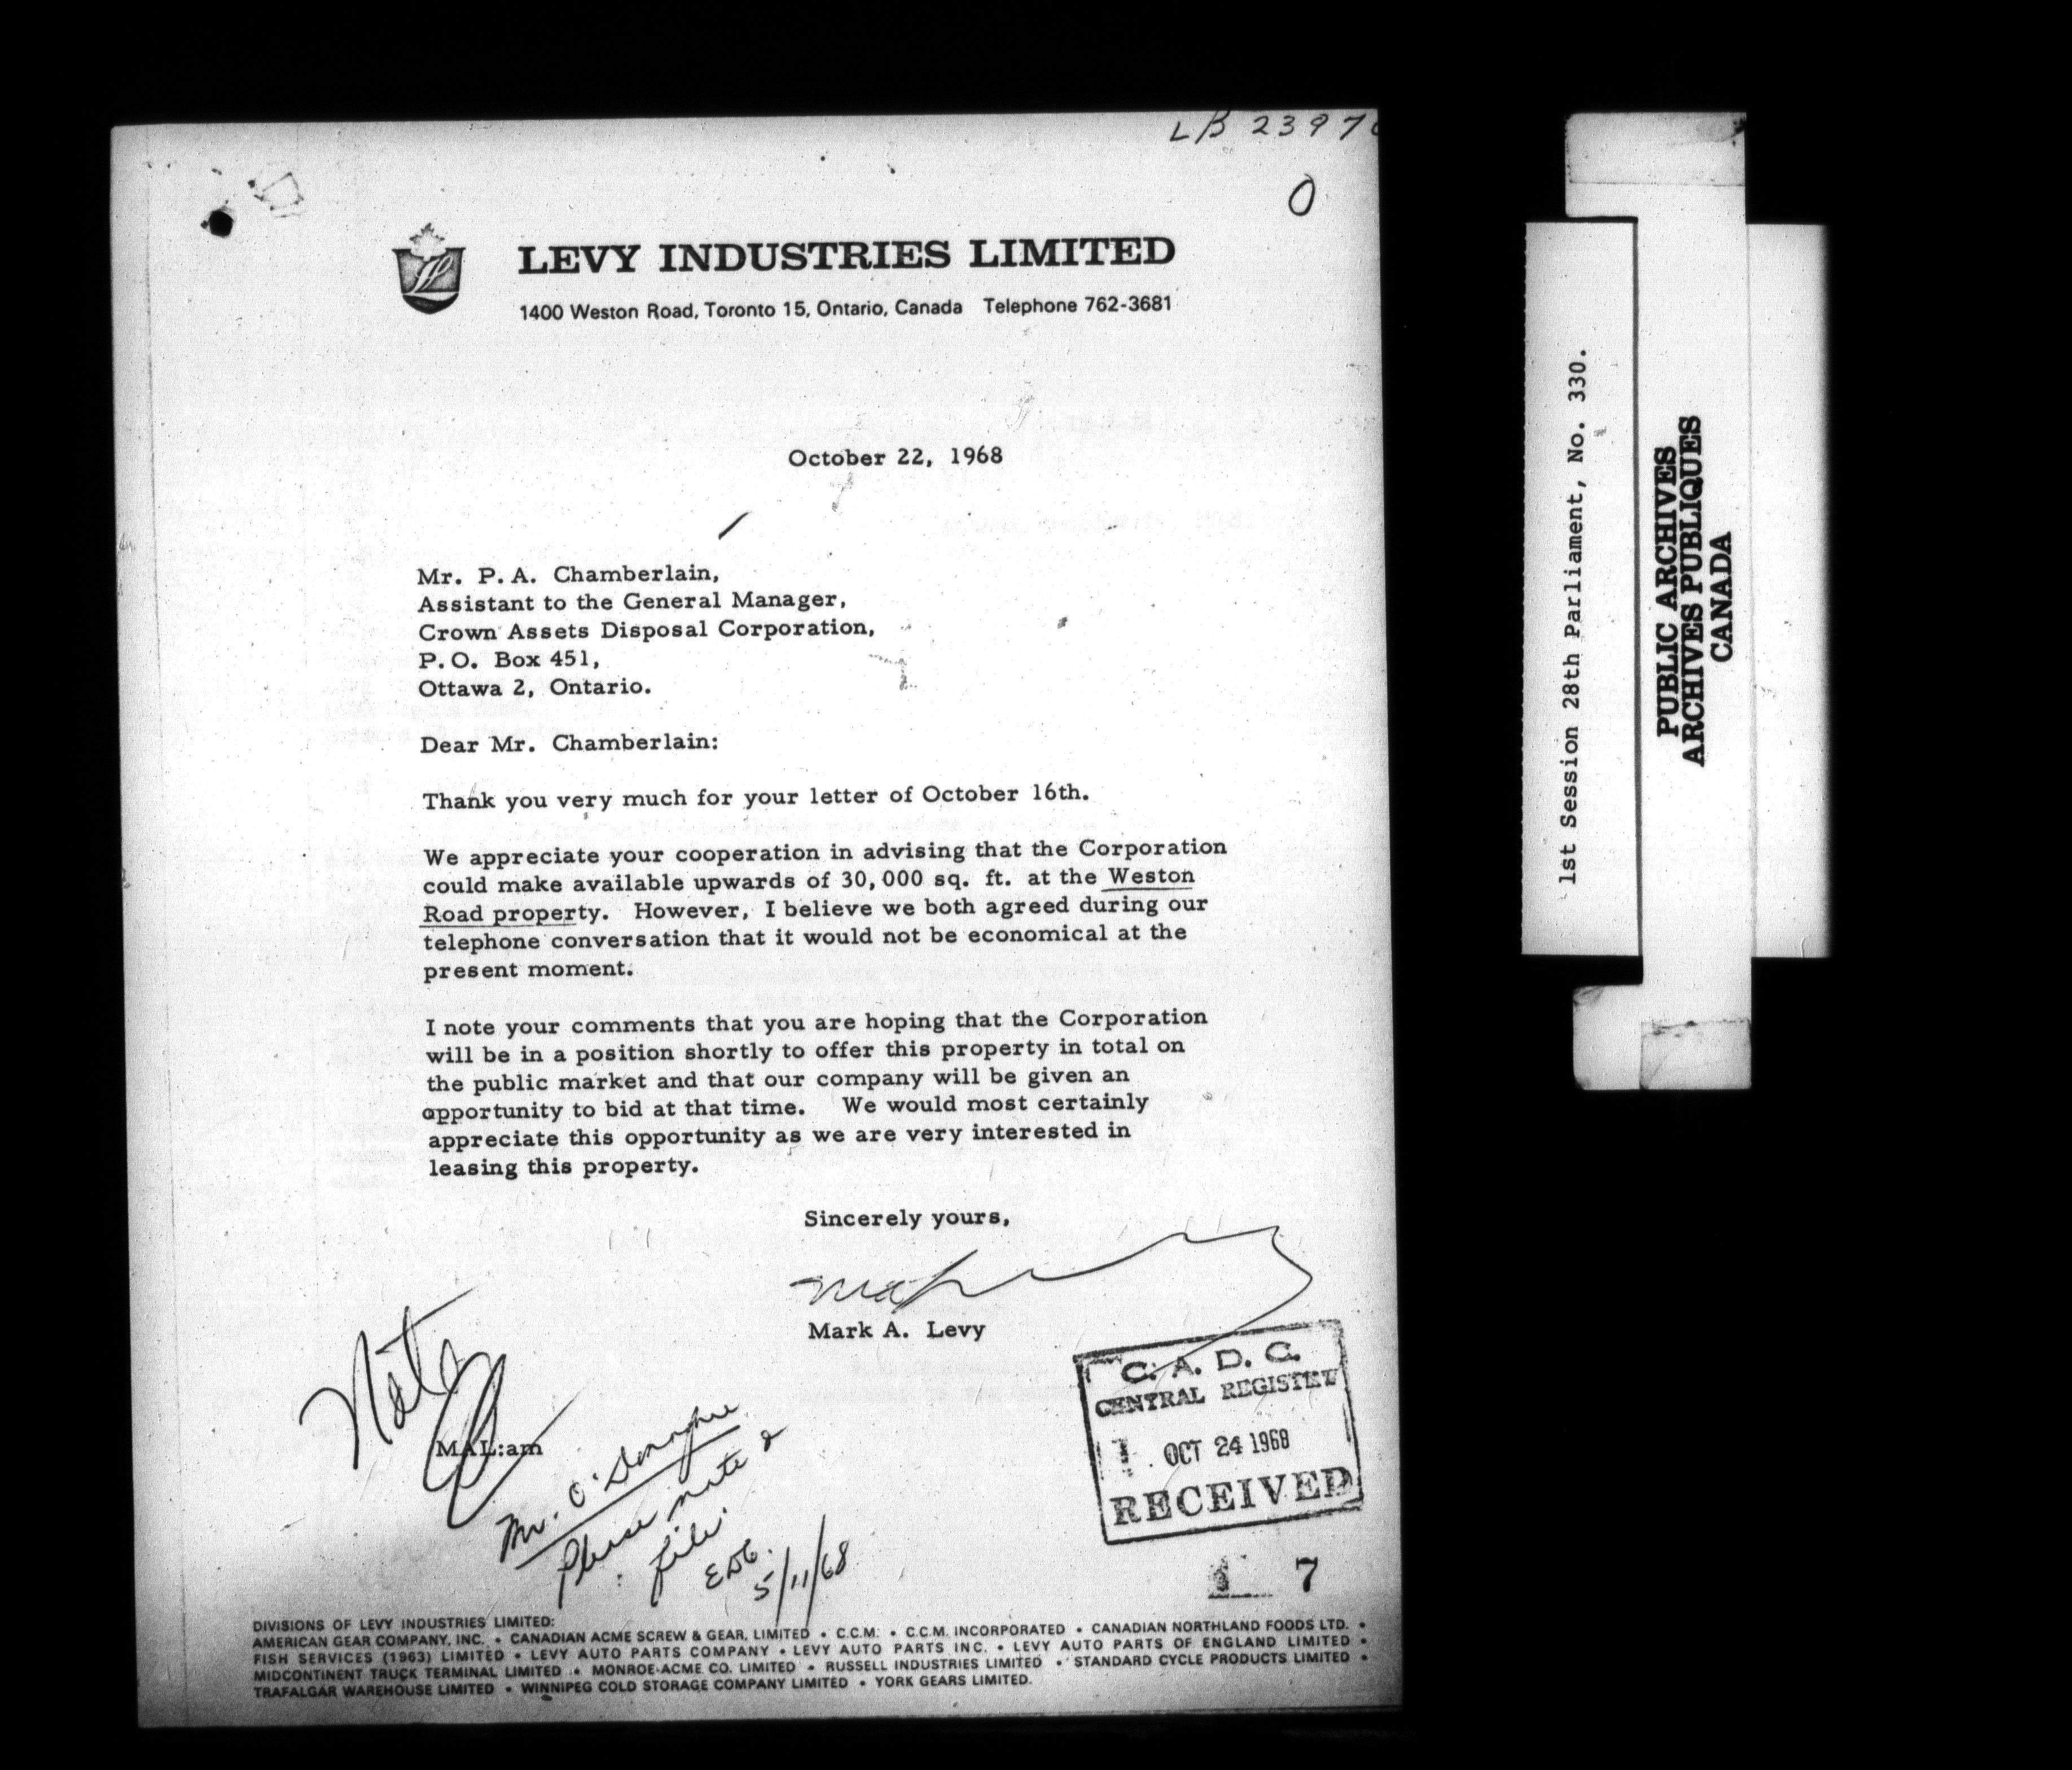 LB 2397
0
LEVY INDUSTRIES LIMITED
1400 Weston Road, Toronto 15, Ontario, Canada Telephone 762-3681
October 22, 1968
Mr. P. A. Chamberlain,
Assistant to the General Manager,
Crown Assets Disposal Corporation,
P. O. Box 451,
Ottawa 2, Ontario.
Dear Mr. Chamberlain:
Thank you very much for your letter of October 16th.
We appreciate your cooperation in advising that the Corporation
could make available upwards of 30,000 sq. ft. at the Weston
Road property. However, I believe we both agreed during our
telephone conversation that it would not be economical at the
present moment.
I note your comments that you are hoping that the Corporation
will be in a position shortly to offer this property in total on
the public market and that our company will be given an
opportunity to bid at that time. We would most certainly
appreciate this opportunity as we are very interested in
leasing this property.
Sincerely yours,
Mark A. Levy
MAL:am
Mr. O'Donoghue
Please note &
file.
5/11/68
C. A. D. C.
CENTRAL REGISTRY
OCT 24 1968
RECEIVED
7
DIVISIONS OF LEVY INDUSTRIES LIMITED:
AMERICAN GEAR COMPANY, INC. • CANADIAN ACME SCREW & GEAR, LIMITED • C.C.M. • C.C.M. INCORPORATED • CANADIAN NORTHLAND FOODS LTD. •
FISH SERVICES (1963) LIMITED • LEVY AUTO PARTS COMPANY • LEVY AUTO PARTS INC. • LEVY AUTO PARTS OF ENGLAND LIMITED •
MIDCONTINENT TRUCK TERMINAL LIMITED • MONROE-ACME CO. LIMITED • RUSSELL INDUSTRIES LIMITED • STANDARD CYCLE PRODUCTS LIMITED •
TRAFALGAR WAREHOUSE LIMITED • WINNIPEG COLD STORAGE COMPANY LIMITED • YORK GEARS LIMITED.
1st Session 28th Parliament, No. 330.
PUBLIC ARCHIVES
ARCHIVES PUBLIQUES
CANADA